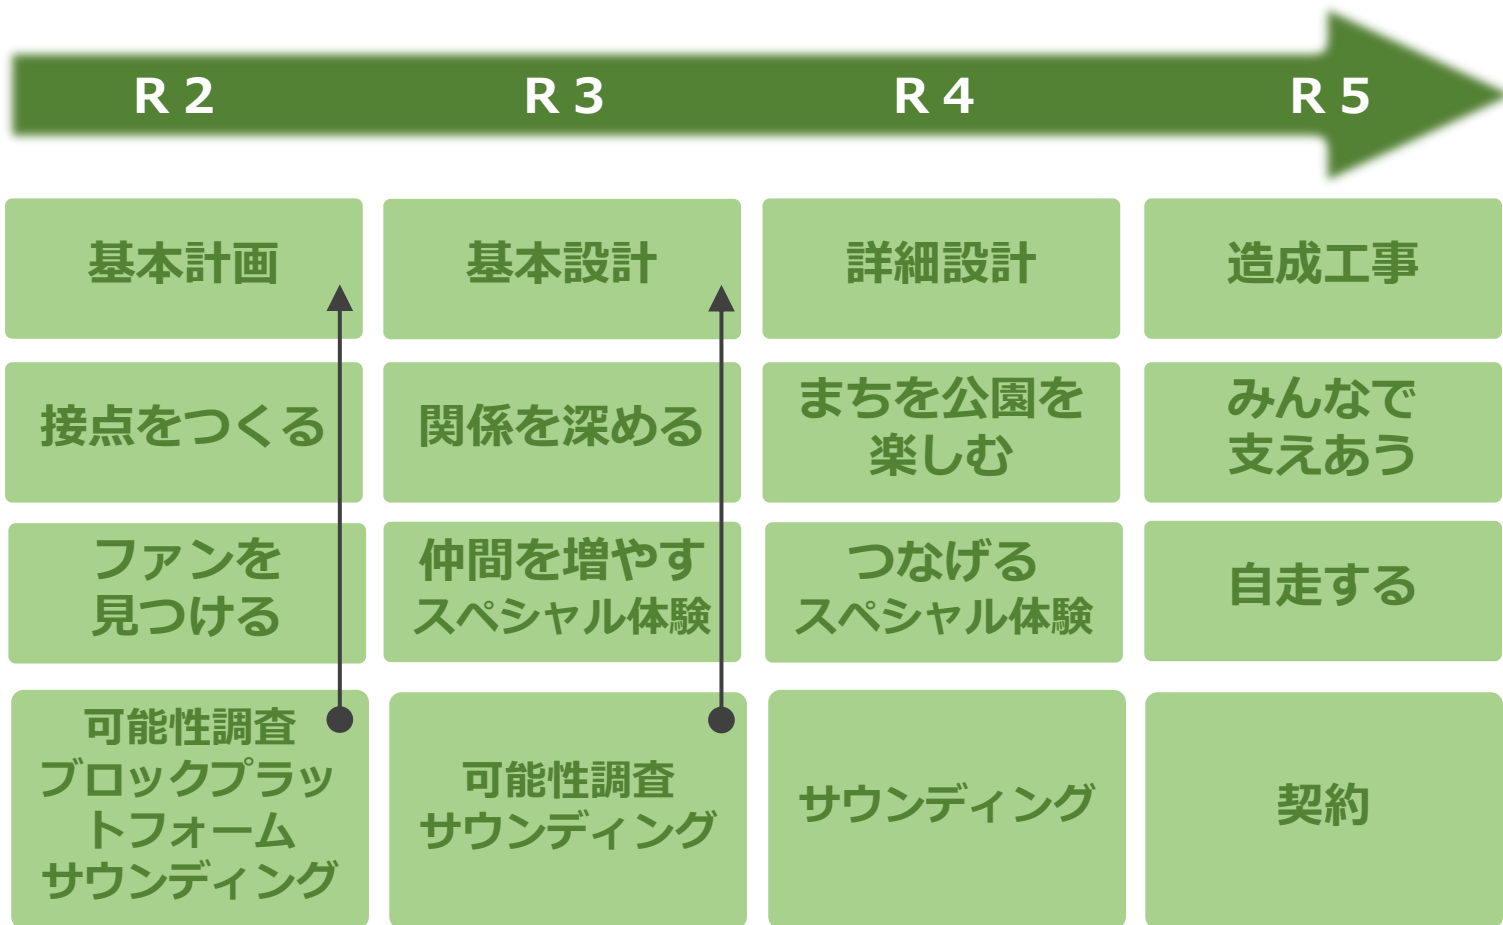 R2
R3
R4
R5
基本計画
基本設計
詳細設計
造成工事
接点をつくる
関係を深める
まちを公園を
楽しむ
みんなで
支えあう
ファンを
見つける
仲間を増やす
スペシャル体験
つなげる
スペシャル体験
自走する
可能性調査
ブロックプラッ
トフォーム
サウンディング
可能性調査
サウンディング
サウンディング
契約